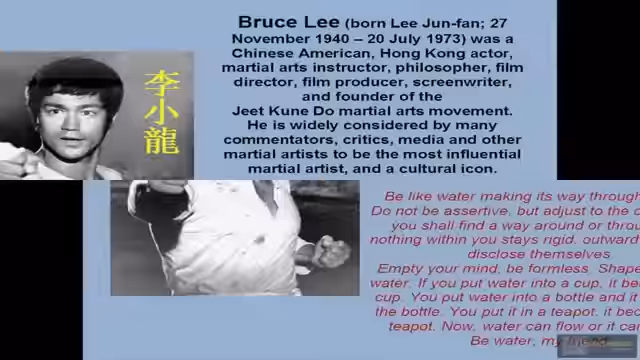 Bruce Lee (born Lee Jun-fan; 27
November 1940 – 20 July 1973) was a
Chinese American, Hong Kong actor,
martial arts instructor, philosopher, film
director, film producer, screenwriter,
and founder of the
Jeet Kune Do martial arts movement.
He is widely considered by many
commentators, critics, media and other
martial artists to be the most influential
martial artist, and a cultural icon.
李
小
龍
Be like water making its way through
Do not be assertive, but adjust to the
you shall find a way around or
nothing within you stays rigid, outward
disclose themselves
Empty your mind, be formless. Shape
water. If you put water into a cup, it
cup. You put water into a bottle and it
the bottle. You put it in a teapot, it
teapot. Now, water can flow or it
Be water, my friend